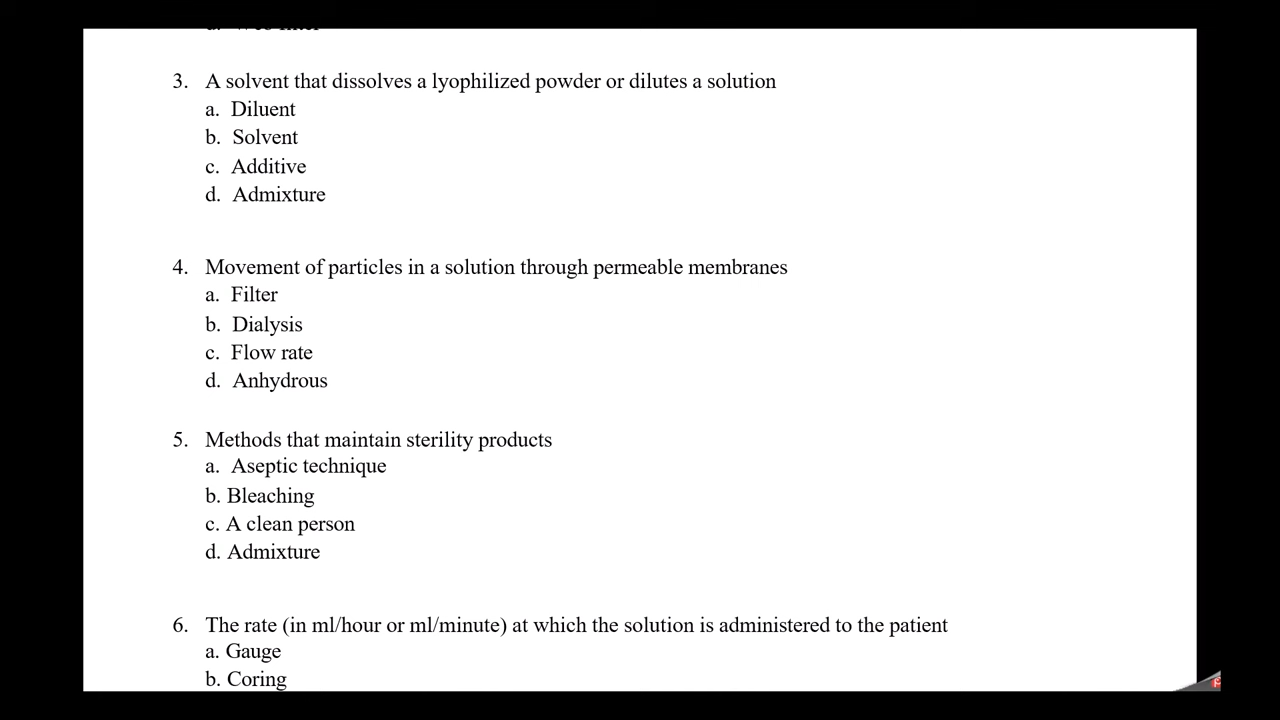 3. A solvent that dissolves a lyophilized powder or dilutes a solution
a. Diluent
b. Solvent
c. Additive
d. Admixture
4. Movement of particles in a solution through permeable membranes
a. Filter
b. Dialysis
c. Flow rate
d. Anhydrous
5. Methods that maintain sterility products
a. Aseptic technique
b. Bleaching
c. A clean person
d. Admixture
6. The rate (in ml/hour or ml/minute) at which the solution is administered to the patient
a. Gauge
b. Coring